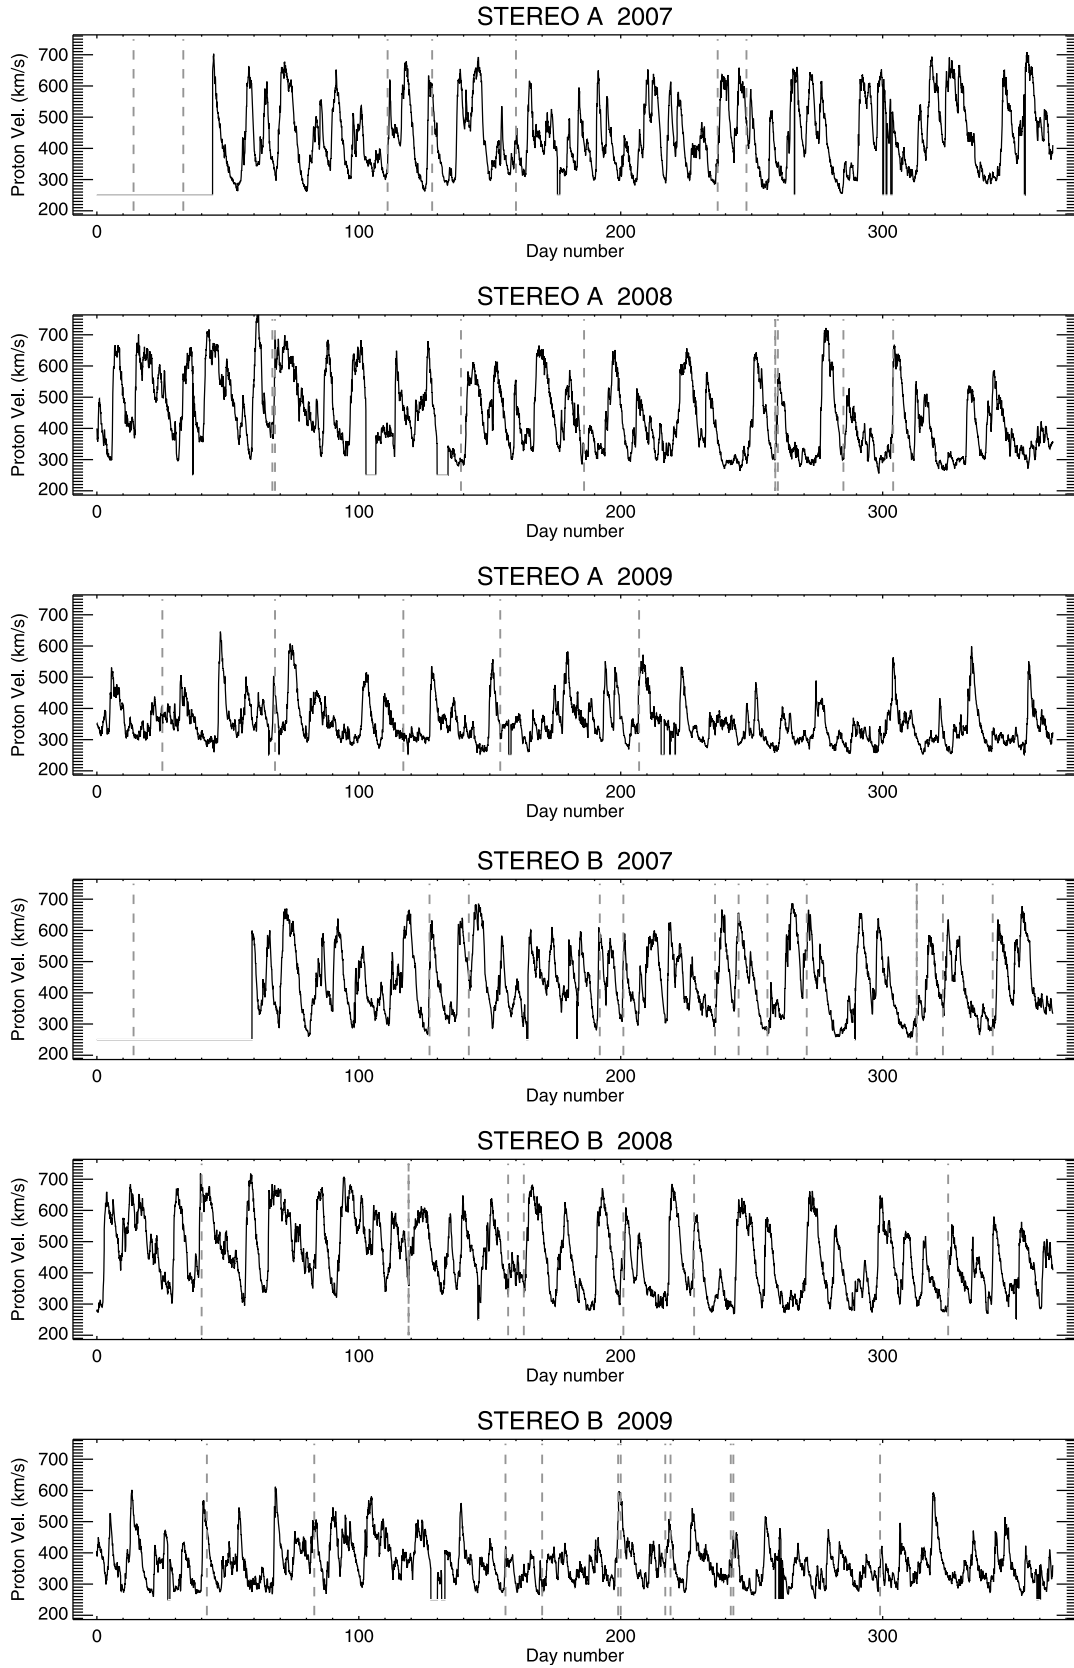 STEREO A 2007
Proton Vel. (km/s)
700
600
500
400
300
200
0 100 200 300
Day number
STEREO A 2008
Proton Vel. (km/s)
700
600
500
400
300
200
0 100 200 300
Day number
STEREO A 2009
Proton Vel. (km/s)
700
600
500
400
300
200
0 100 200 300
Day number
STEREO B 2007
Proton Vel. (km/s)
700
600
500
400
300
200
0 100 200 300
Day number
STEREO B 2008
Proton Vel. (km/s)
700
600
500
400
300
200
0 100 200 300
Day number
STEREO B 2009
Proton Vel. (km/s)
700
600
500
400
300
200
0 100 200 300
Day number